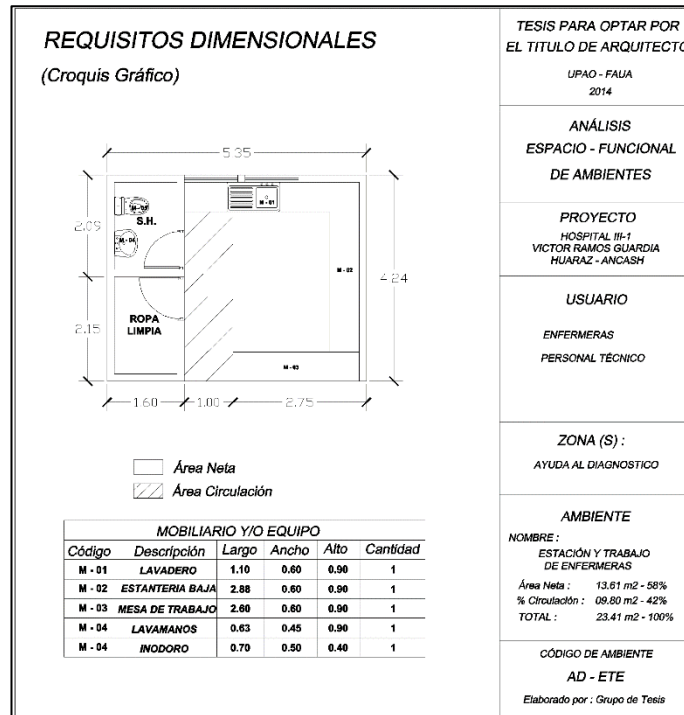 REQUISITOS DIMENSIONALES
(Croquis Gráfico)
5.35
2.09
4.24
2.15
M - 05
S.H.
M - 04
M - 01
M - 02
ROPA
LIMPIA
M - 03
1.60
1.00
2.75
Área Neta
Área Circulación
MOBILIARIO Y/O EQUIPO
Código Descripción Largo Ancho Alto Cantidad
M - 01 LAVADERO 1.10 0.60 0.90 1
M - 02 ESTANTERIA BAJA 2.88 0.60 0.90 1
M - 03 MESA DE TRABAJO 2.60 0.60 0.90 1
M - 04 LAVAMANOS 0.63 0.45 0.90 1
M - 04 INODORO 0.70 0.50 0.40 1
TESIS PARA OPTAR POR
EL TITULO DE ARQUITECTO
UPAO - FAUA
2014
ANÁLISIS
ESPACIO - FUNCIONAL
DE AMBIENTES
PROYECTO
HOSPITAL III-1
VICTOR RAMOS GUARDIA
HUARAZ - ANCASH
USUARIO
ENFERMERAS
PERSONAL TÉCNICO
ZONA (S) :
AYUDA AL DIAGNOSTICO
AMBIENTE
NOMBRE :
ESTACIÓN Y TRABAJO
DE ENFERMERAS
Área Neta : 13.61 m2 - 58%
% Circulación : 09.80 m2 - 42%
TOTAL : 23.41 m2 - 100%
CÓDIGO DE AMBIENTE
AD - ETE
Elaborado por : Grupo de Tesis